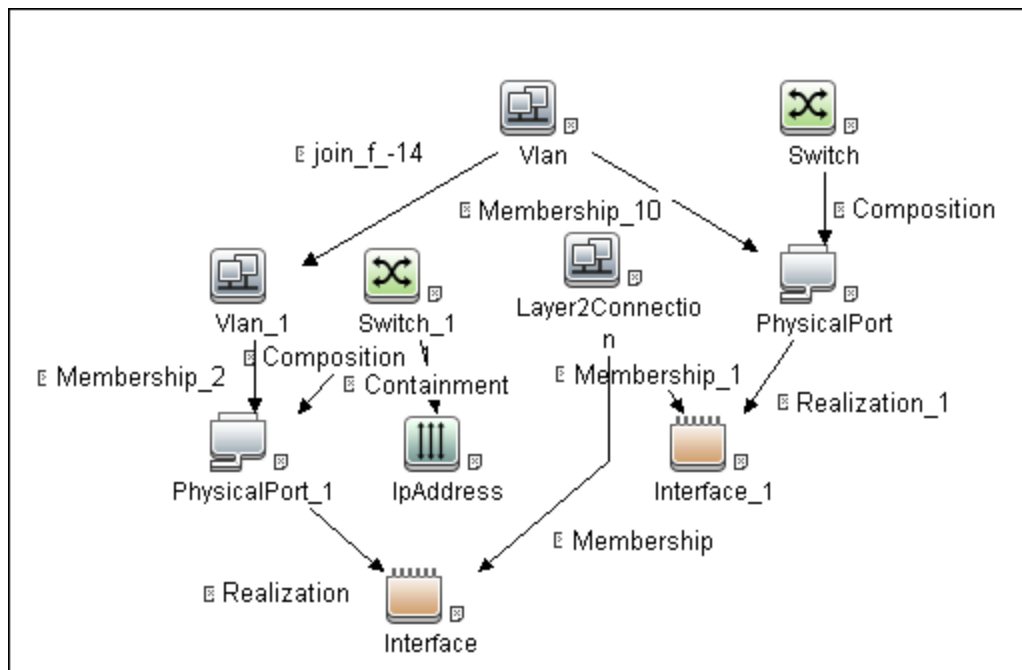 Vlan
Switch
join_f_-14
Membership_10
Composition
Vlan_1
Switch_1
Layer2Connectio
n
PhysicalPort
Composition
Membership_2
Containment
Membership_1
Realization_1
PhysicalPort_1
IpAddress
Interface_1
Membership
Realization
Interface